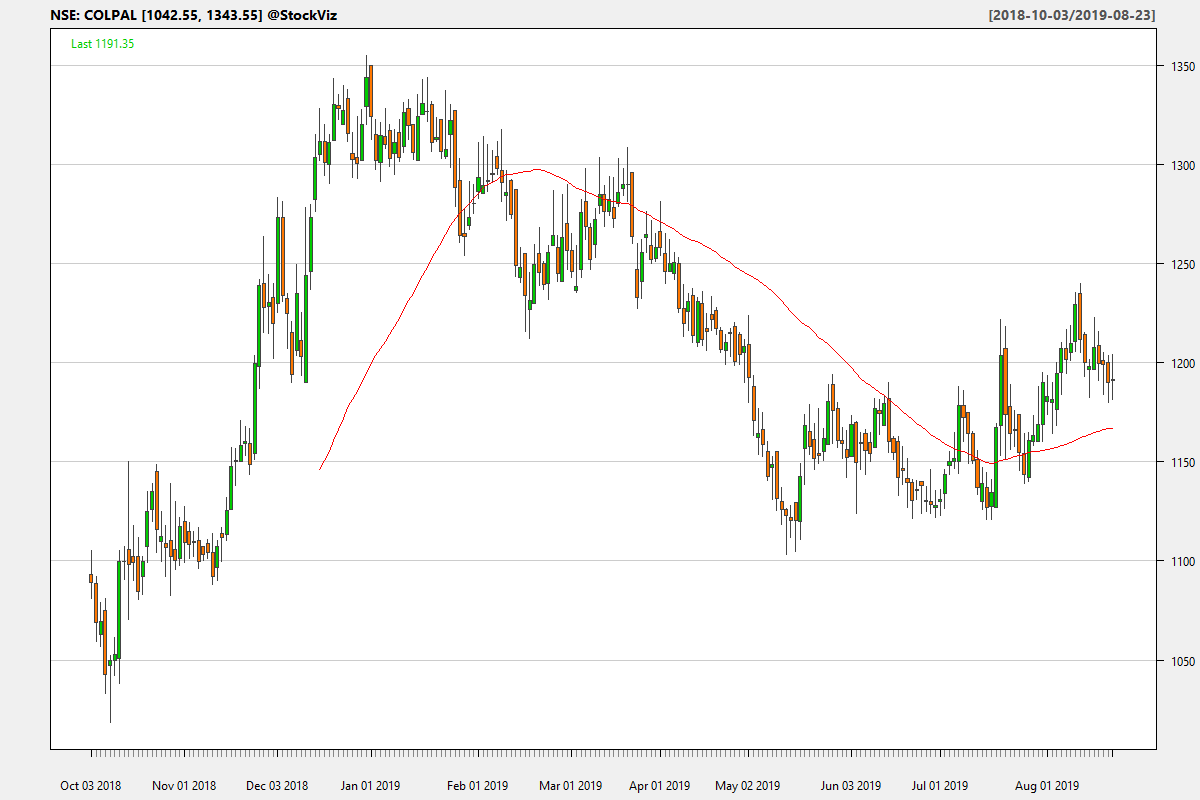 NSE: COLPAL [1042.55, 1343.55] @StockViz
[2018-10-03/2019-08-23]
Last 1191.35
1350
1300
1250
1200
1150
1100
1050
Oct 03 2018
Nov 01 2018
Dec 03 2018
Jan 01 2019
Feb 01 2019
Mar 01 2019
Apr 01 2019
May 02 2019
Jun 03 2019
Jul 01 2019
Aug 01 2019